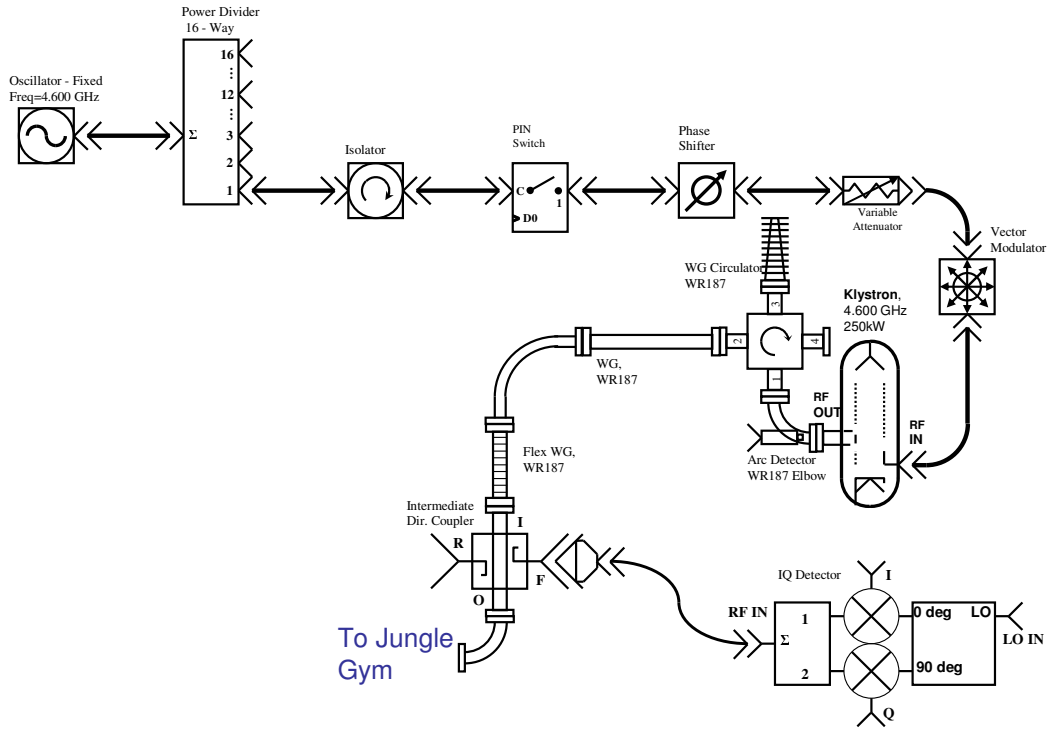 Power Divider
16 - Way
Oscillator - Fixed
Freq=4.600 GHz
16
⋮
12
⋮
3
2
1
Σ
Isolator
PIN
Switch
C
1
D0
Phase
Shifter
Variable
Attenuator
Vector
Modulator
WG Circulator
WR187
3
2
4
1
Klystron,
4.600 GHz
250kW
RF
OUT
RF
IN
WG,
WR187
Arc Detector
WR187 Elbow
Flex WG,
WR187
Intermediate
Dir. Coupler
I
R
F
O
To Jungle
Gym
IQ Detector
I
RF IN
1
Σ
2
0 deg
LO
LO IN
90 deg
Q